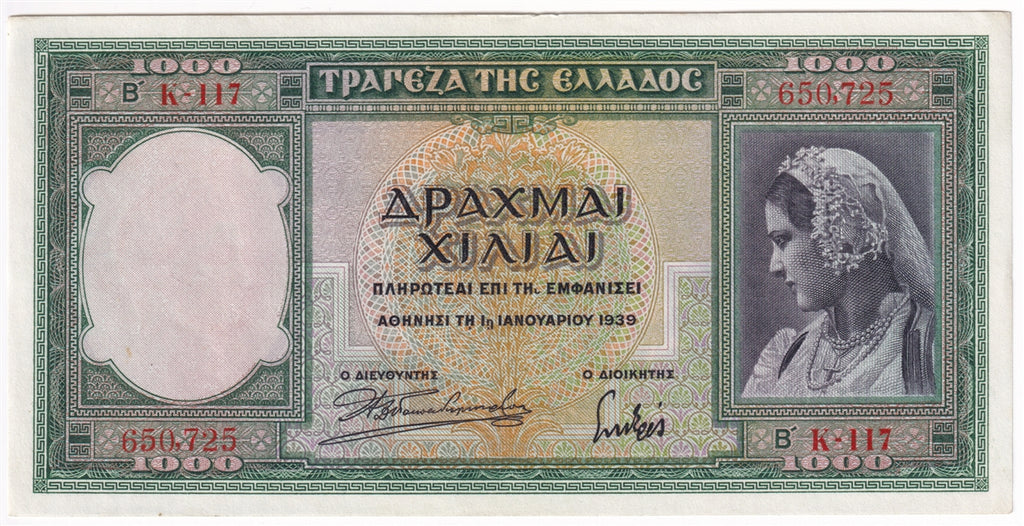 1000 1000
Β΄ Κ-117 ΤΡΑΠΕΖΑ ΤΗΣ ΕΛΛΑΔΟΣ 650,725
ΔΡΑΧΜΑΙ
ΧΙΛΙΑΙ
ΠΛΗΡΩΤΕΑΙ ΕΠΙ ΤΗ. ΕΜΦΑΝΙΣΕΙ
ΑΘΗΝΗΣΙ ΤΗ 1η ΙΑΝΟΥΑΡΙΟΥ 1939
Ο ΔΙΕΥΘΥΝΤΗΣ Ο ΔΙΟΙΚΗΤΗΣ
650,725 Β΄ Κ-117
1000 1000